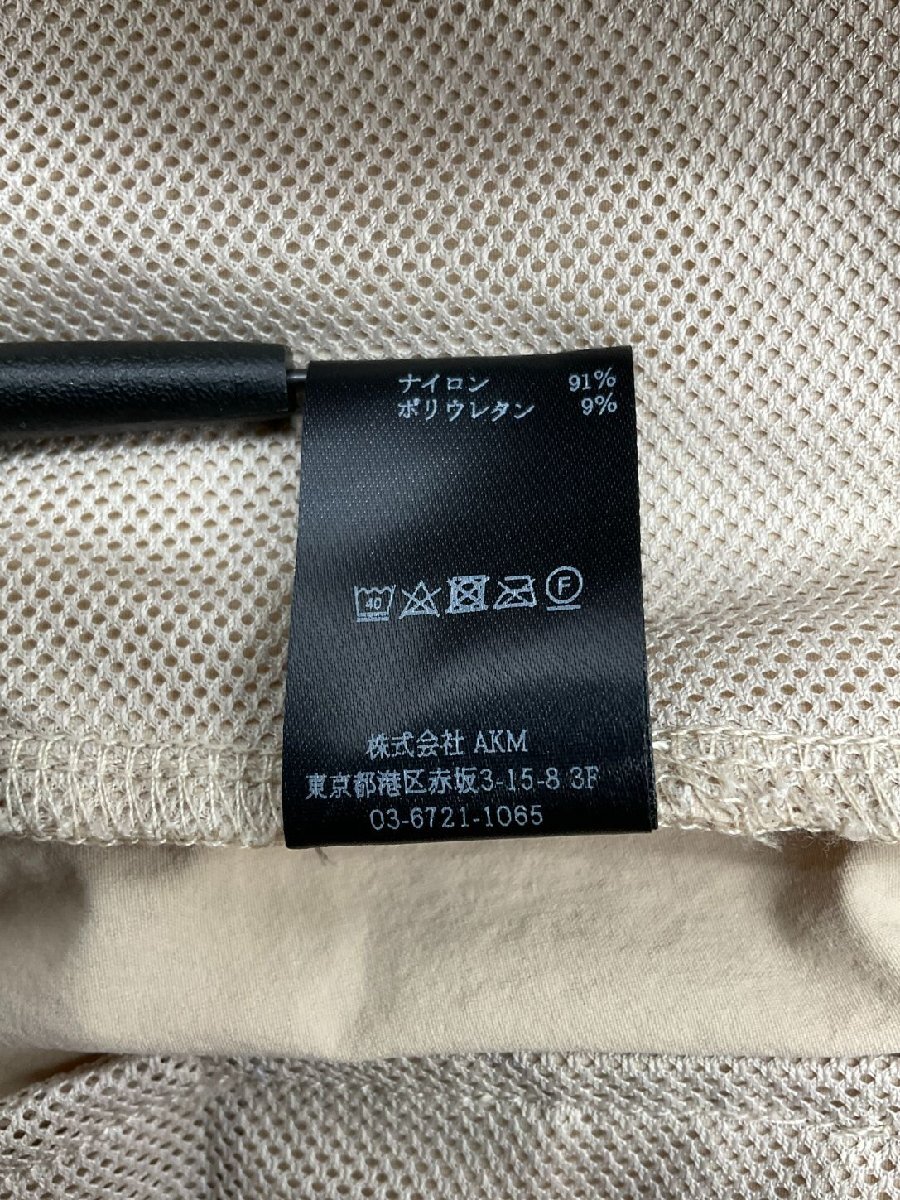 ナイロン 91%
ポリウレタン 9%
40 F
株式会社 AKM
東京都港区赤坂3-15-8 3F
03-6721-1065